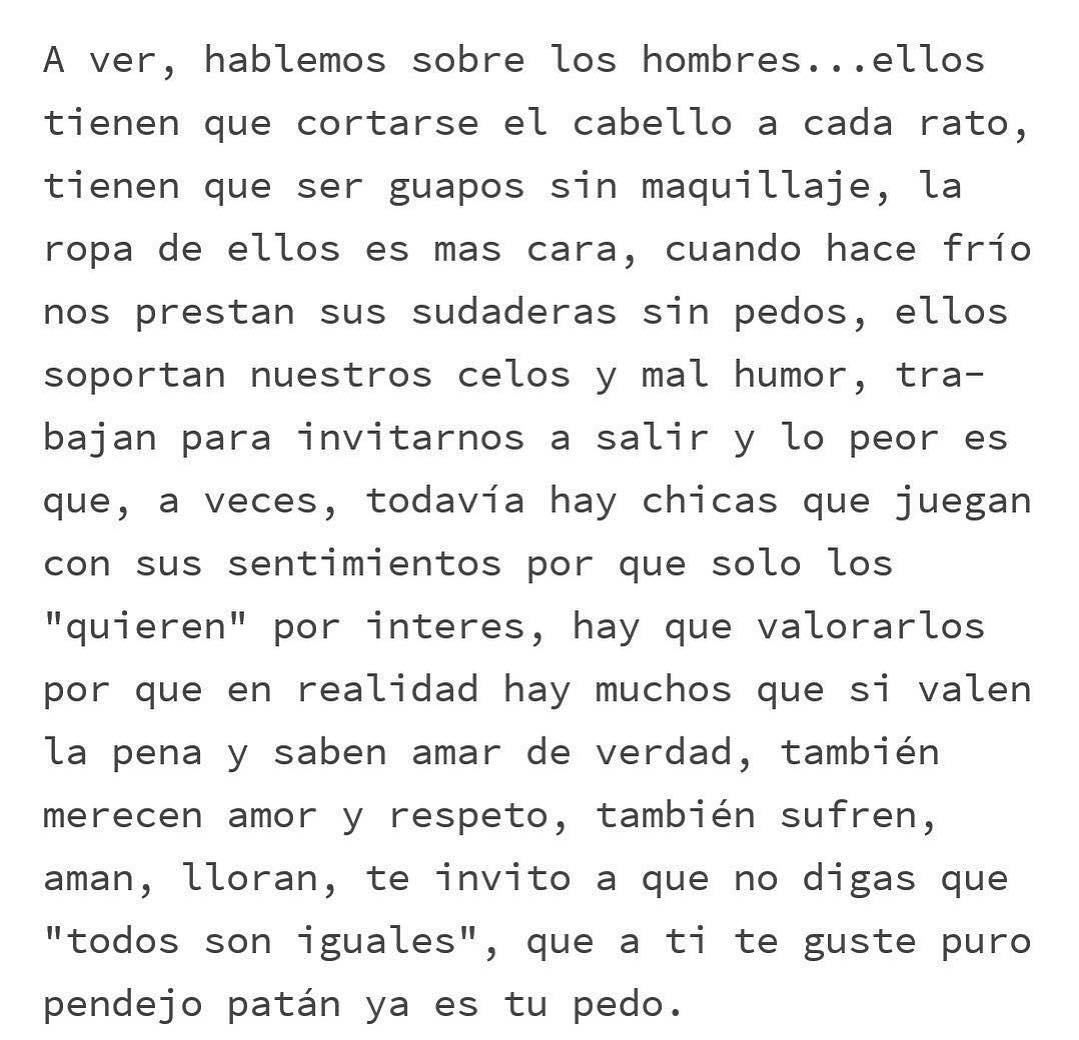 A ver, hablemos sobre los hombres...ellos
tienen que cortarse el cabello a cada rato,
tienen que ser guapos sin maquillaje, la
ropa de ellos es mas cara, cuando hace frío
nos prestan sus sudaderas sin pedos, ellos
soportan nuestros celos y mal humor, tra-
bajan para invitarnos a salir y lo peor es
que, a veces, todavía hay chicas que juegan
con sus sentimientos por que solo los
"quieren" por interes, hay que valorarlos
por que en realidad hay muchos que si valen
la pena y saben amar de verdad, también
merecen amor y respeto, también sufren,
aman, lloran, te invito a que no digas que
"todos son iguales", que a ti te guste puro
pendejo patán ya es tu pedo.